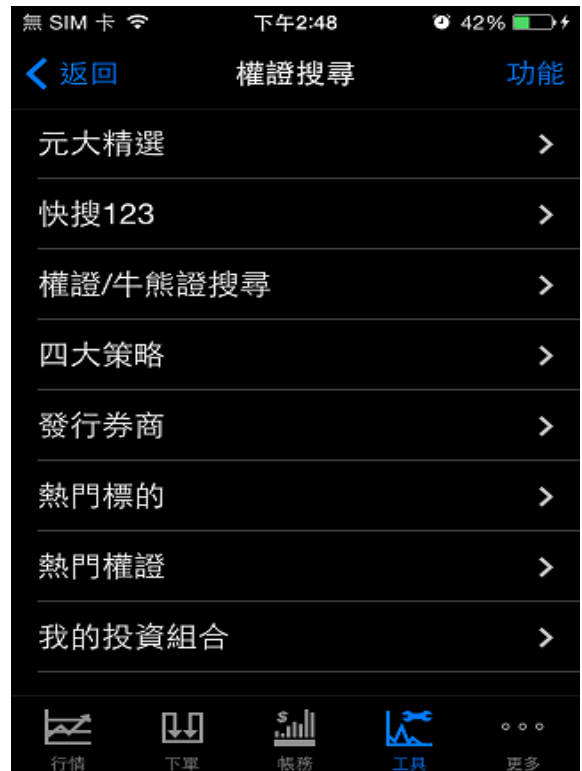 無 SIM 卡 下午2:48 42%
返回 權證搜尋 功能
元大精選
快搜123
權證/牛熊證搜尋
四大策略
發行券商
熱門標的
熱門權證
我的投資組合
行情 下單 帳務 工具 更多